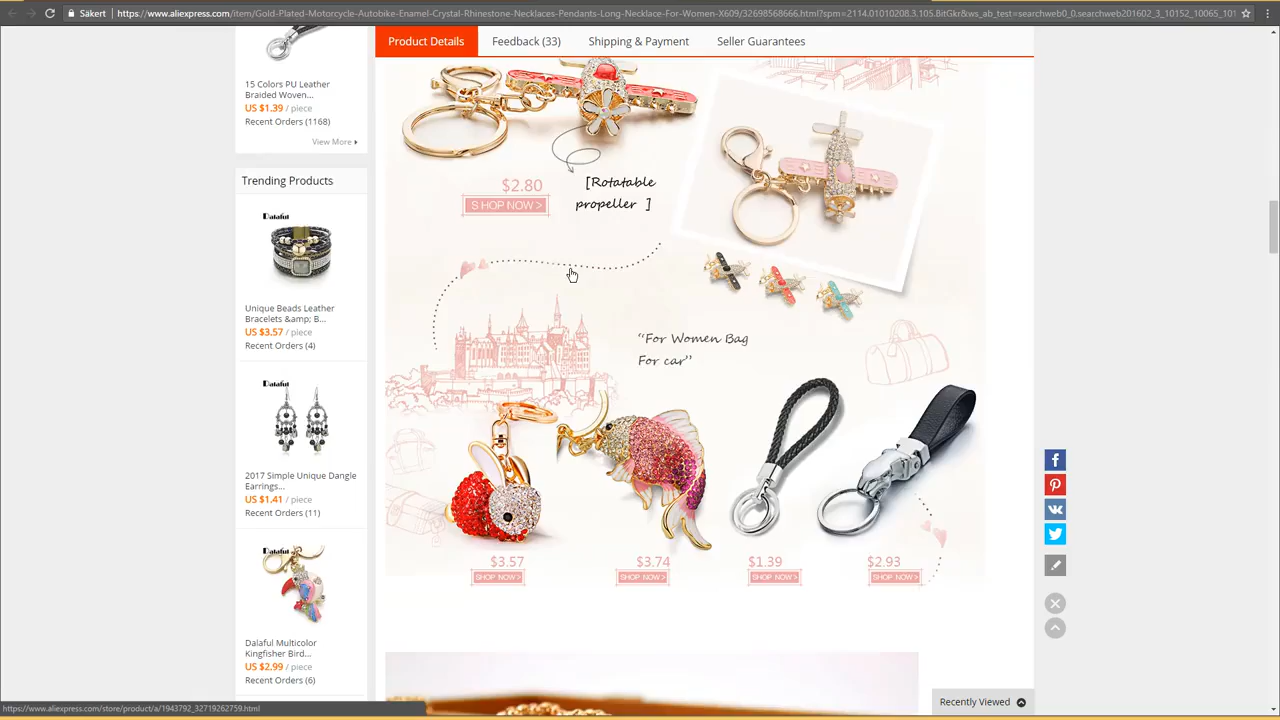 Säkert
https://www.aliexpress.com/item/Gold-Plated-Motorcycle-Autobike-Enamel-Crystal-Rhinestone-Necklaces-Pendants-Long-Necklace-For-Women-X609/32698568666.html?spm=2114.01010208.3.105.BitGkr&ws_ab_test=searchweb0_0.searchweb201602_3_10152_10065_10151_101
Product Details
Feedback (33)
Shipping & Payment
Seller Guarantees
15 Colors PU Leather
Braided Woven...
US $1.39 / piece
Recent Orders (1168)
View More
Trending Products
Dalaful
Unique Beads Leather
Bracelets &amp; B...
US $3.57 / piece
Recent Orders (4)
Dalaful
2017 Simple Unique Dangle
Earrings...
US $1.41 / piece
Recent Orders (11)
Dalaful
Dalaful Multicolor
Kingfisher Bird...
US $2.99 / piece
Recent Orders (6)
$2.80
SHOP NOW >
[Rotatable
propeller ]
“For Women Bag
For car”
$3.57
SHOP NOW >
$3.74
SHOP NOW >
$1.39
SHOP NOW >
$2.93
SHOP NOW >
Recently Viewed
https://www.aliexpress.com/store/product/a/1943792_32719262759.html